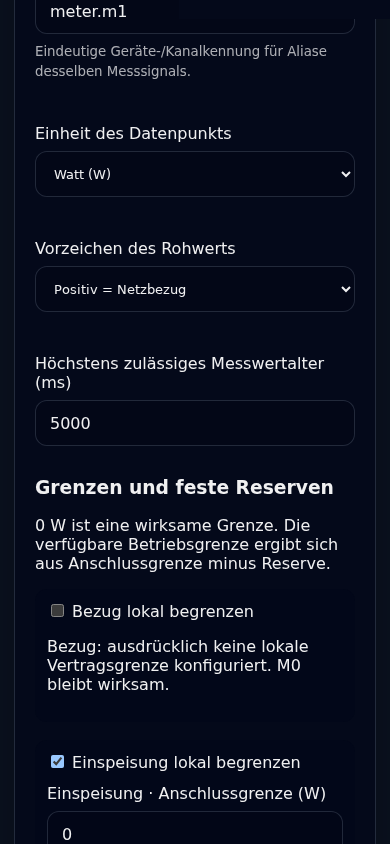 meter.m1
Eindeutige Geräte-/Kanalkennung für Aliase
desselben Messsignals.
Einheit des Datenpunkts
Watt (W)
Vorzeichen des Rohwerts
Positiv = Netzbezug
Höchstens zulässiges Messwertalter
(ms)
5000
Grenzen und feste Reserven
0 W ist eine wirksame Grenze. Die
verfügbare Betriebsgrenze ergibt sich
aus Anschlussgrenze minus Reserve.
Bezug lokal begrenzen
Bezug: ausdrücklich keine lokale
Vertragsgrenze konfiguriert. M0
bleibt wirksam.
Einspeisung lokal begrenzen
Einspeisung · Anschlussgrenze (W)
0